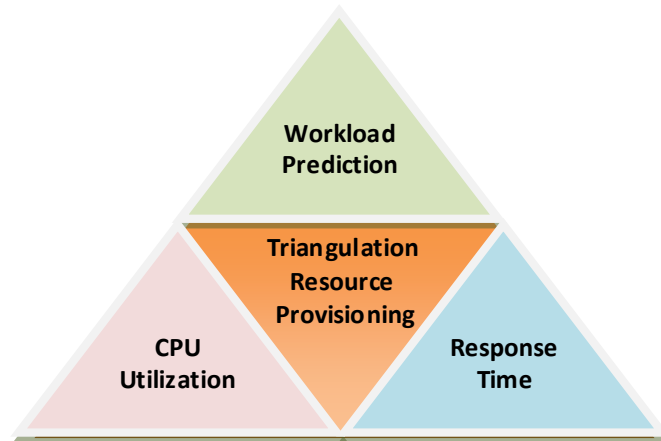 Workload
Prediction
Triangulation
Resource
Provisioning
CPU
Utilization
Response
Time